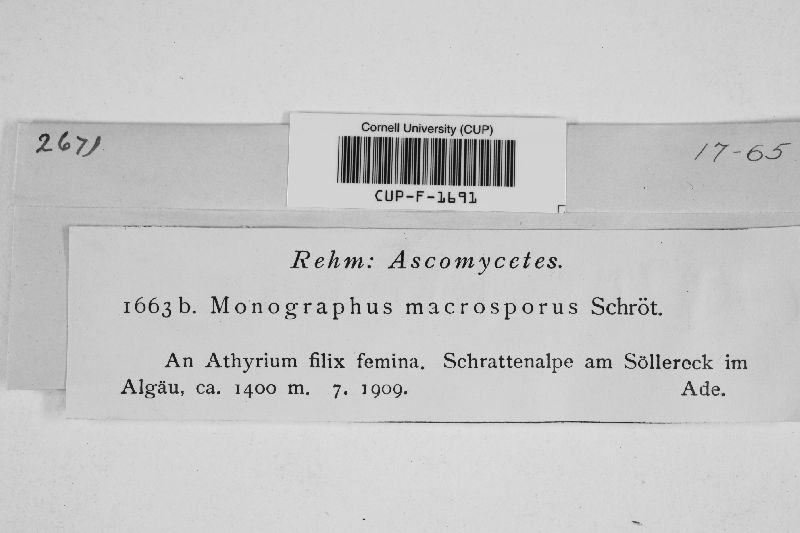 2671
Cornell University (CUP)
17-65
CUP-F-1691
Rehm: Ascomycetes.
1663 b. Monographus macrosporus Schröt.
An Athyrium filix femina. Schrattenalpe am Söllereck im
Algäu, ca. 1400 m. 7. 1909. Ade.